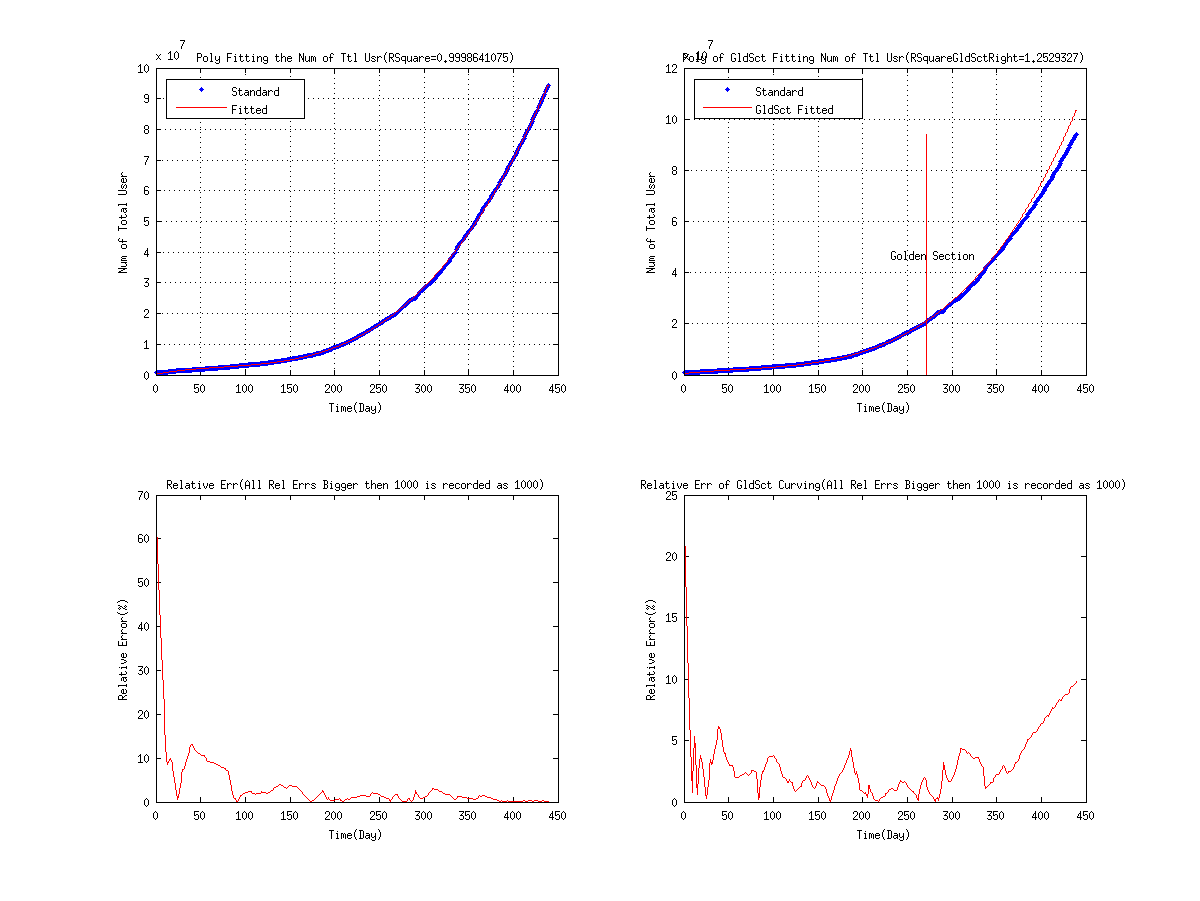 x 10 7
Poly Fitting the Num of Ttl Usr(RSquare=0.9998641075)
10
9
8
7
6
5
4
3
2
1
0
Num of Total User
Standard
Fitted
0 50 100 150 200 250 300 350 400 450
Time(Day)
x 10 7
Poly of GldSct Fitting Num of Ttl Usr(RSquareGldSctRight=1.2529327)
12
10
8
6
4
2
0
Num of Total User
Standard
GldSct Fitted
Golden Section
0 50 100 150 200 250 300 350 400 450
Time(Day)
Relative Err(All Rel Errs Bigger then 1000 is recorded as 1000)
70
60
50
40
30
20
10
0
Relative Error(%)
0 50 100 150 200 250 300 350 400 450
Time(Day)
Relative Err of GldSct Curving(All Rel Errs Bigger then 1000 is recorded as 1000)
25
20
15
10
5
0
Relative Error(%)
0 50 100 150 200 250 300 350 400 450
Time(Day)